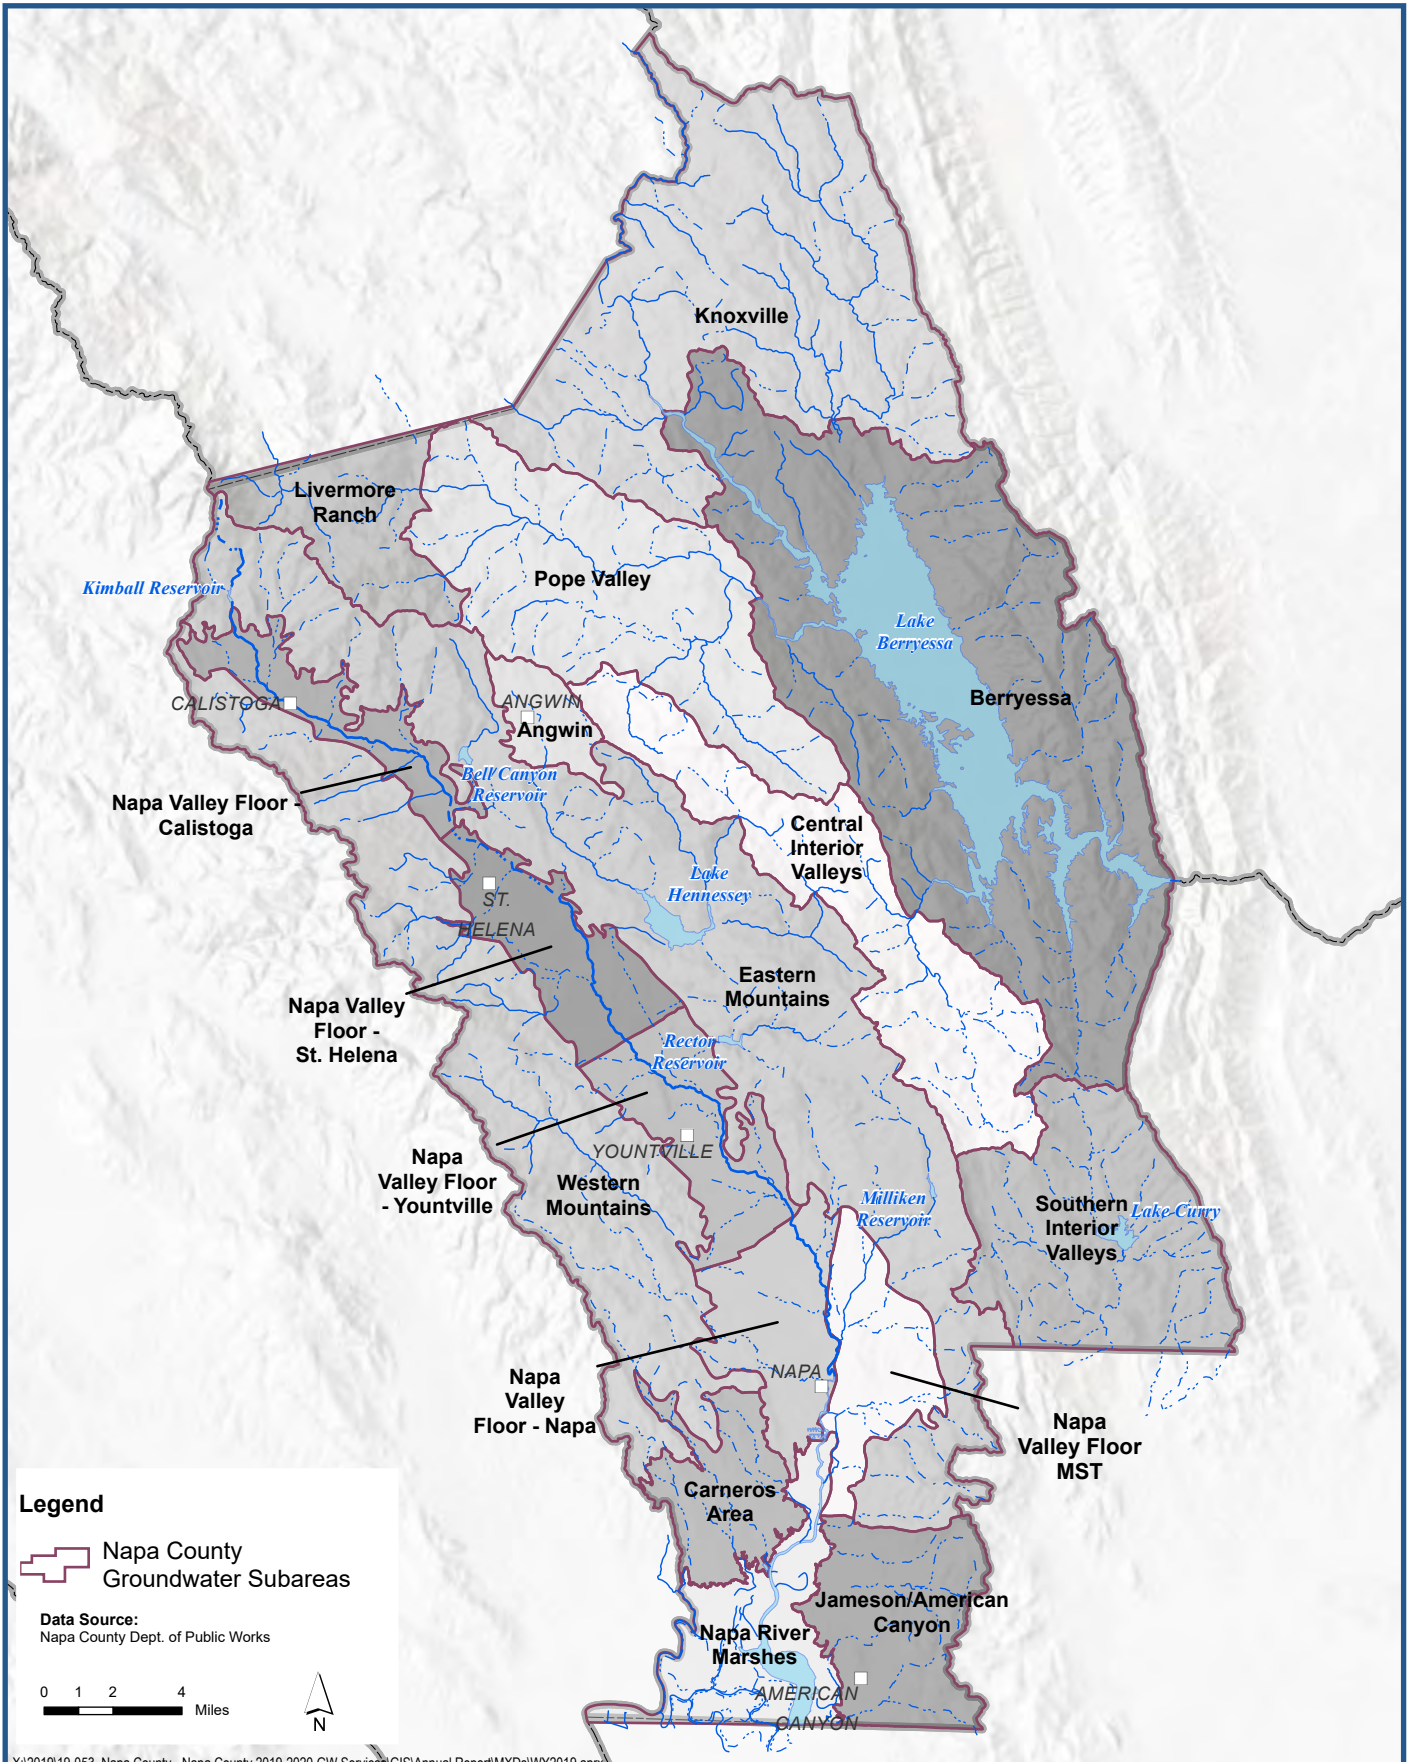 Knoxville
Livermore
Ranch
Kimball Reservoir
Pope Valley
Lake
Berryessa
Berryessa
CALISTOGA
ANGWIN
Angwin
Bell Canyon
Reservoir
Napa Valley Floor -
Calistoga
Central
Interior
Valleys
Lake
Hennessey
ST.
HELENA
Eastern
Mountains
Napa Valley
Floor -
St. Helena
Rector
Reservoir
YOUNTVILLE
Napa
Valley Floor
- Yountville
Western
Mountains
Milliken
Reservoir
Southern
Interior
Valleys
Lake Curry
NAPA
Napa
Valley
Floor - Napa
Napa
Valley Floor
MST
Carneros
Area
Jameson/American
Canyon
Napa River
Marshes
AMERICAN
CANYON
Legend
Napa County
Groundwater Subareas
Data Source:
Napa County Dept. of Public Works
0 1 2 4
Miles
N